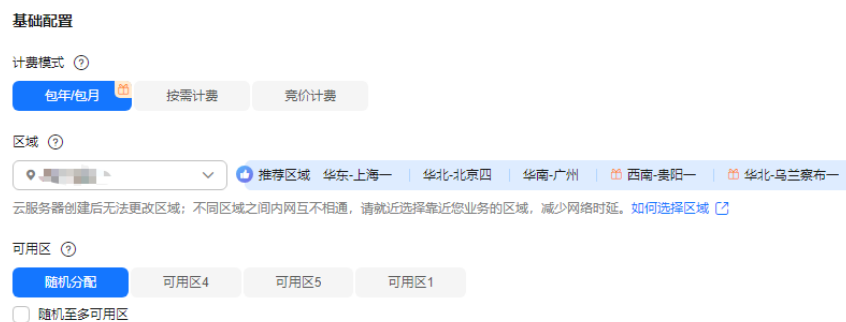 基础配置
计费模式
包年/包月 按需计费 竞价计费
区域
推荐区域 华东-上海一 华北-北京四 华南-广州 西南-贵阳一 华北-乌兰察布一
云服务器创建后无法更改区域；不同区域之间内网互不相通，请就近选择靠近您业务的区域，减少网络时延。如何选择区域
可用区
随机分配 可用区4 可用区5 可用区1
随机至多可用区